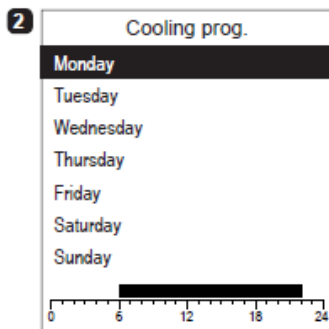 2
Cooling prog.
Monday
Tuesday
Wednesday
Thursday
Friday
Saturday
Sunday
0 6 12 18 24